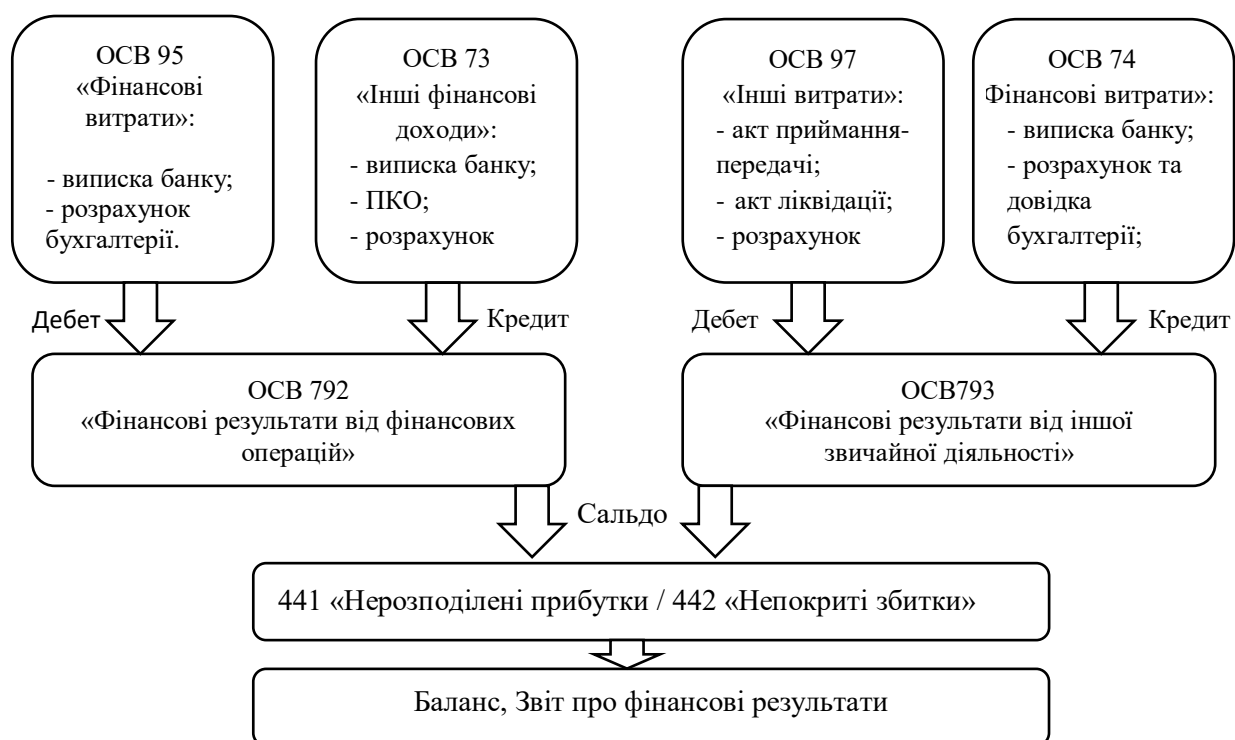 ОСВ 95
«Фінансові
витрати»:
- виписка банку;
- розрахунок
бухгалтерії.
ОСВ 73
«Інші фінансові
доходи»:
- виписка банку;
- ПКО;
- розрахунок
ОСВ 97
«Інші витрати»:
- акт приймання-
передачі;
- акт ліквідації;
- розрахунок
ОСВ 74
Фінансові витрати»:
- виписка банку;
- розрахунок та
довідка
бухгалтерії;
Дебет
Кредит
Дебет
Кредит
ОСВ 792
«Фінансові результати від фінансових
операцій»
ОСВ793
«Фінансові результати від іншої
звичайної діяльності»
Сальдо
441 «Нерозподілені прибутки / 442 «Непокриті збитки»
Баланс, Звіт про фінансові результати